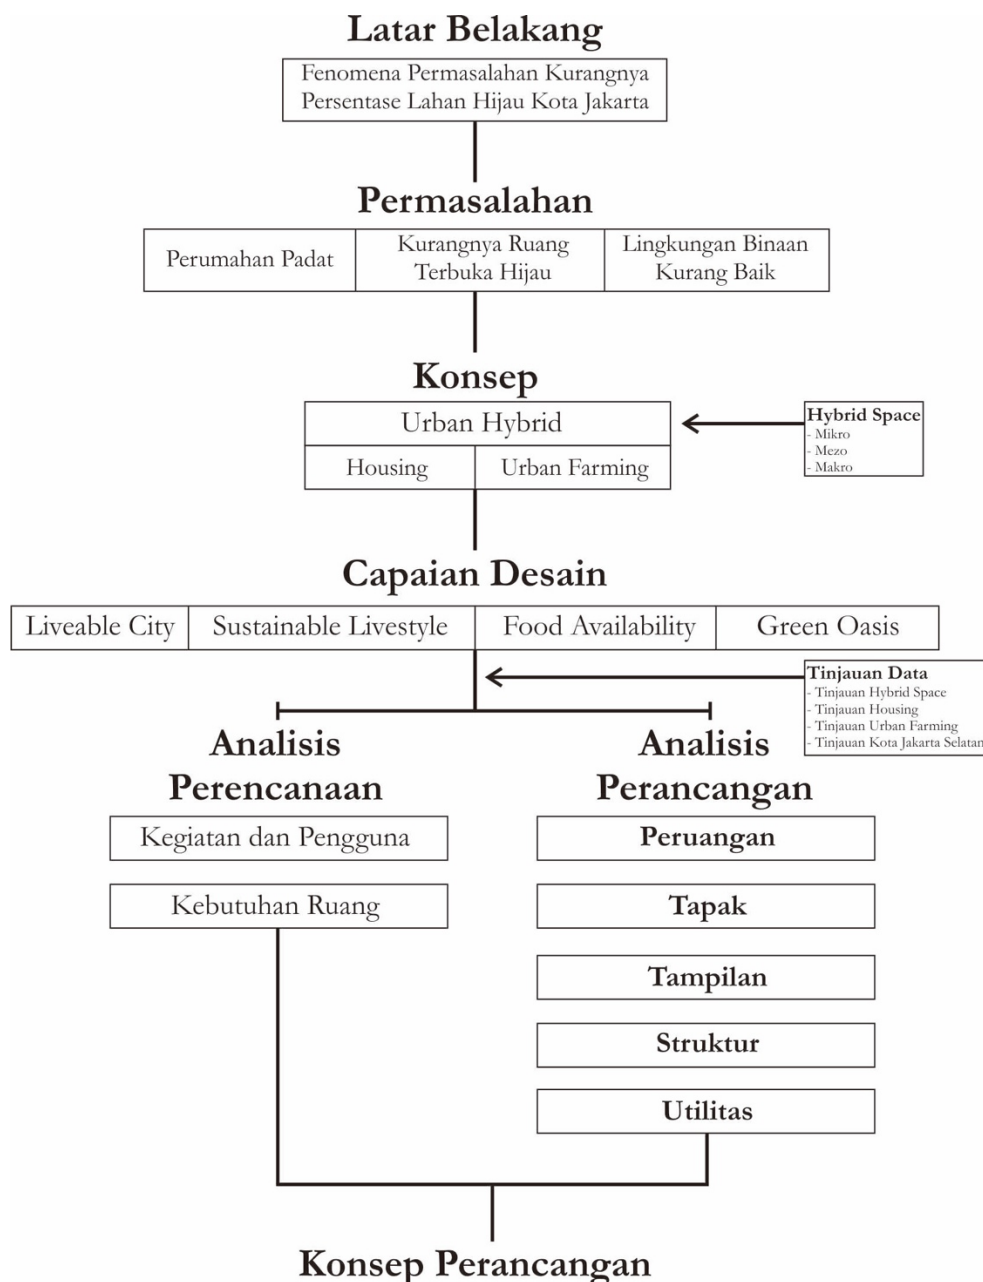 Latar Belakang
Fenomena Permasalahan Kurangnya
Persentase Lahan Hijau Kota Jakarta
Permasalahan
Perumahan Padat
Kurangnya Ruang
Terbuka Hijau
Lingkungan Binaan
Kurang Baik
Konsep
Urban Hybrid
Housing
Urban Farming
Hybrid Space
- Mikro
- Mezo
- Makro
Capaian Desain
Liveable City
Sustainable Livestyle
Food Availability
Green Oasis
Tinjauan Data
- Tinjauan Hybrid Space
- Tinjauan Housing
- Tinjauan Urban Farming
- Tinjauan Kota Jakarta Selatan
Analisis
Perencanaan
Kegiatan dan Pengguna
Kebutuhan Ruang
Analisis
Perancangan
Peruangan
Tapak
Tampilan
Struktur
Utilitas
Konsep Perancangan